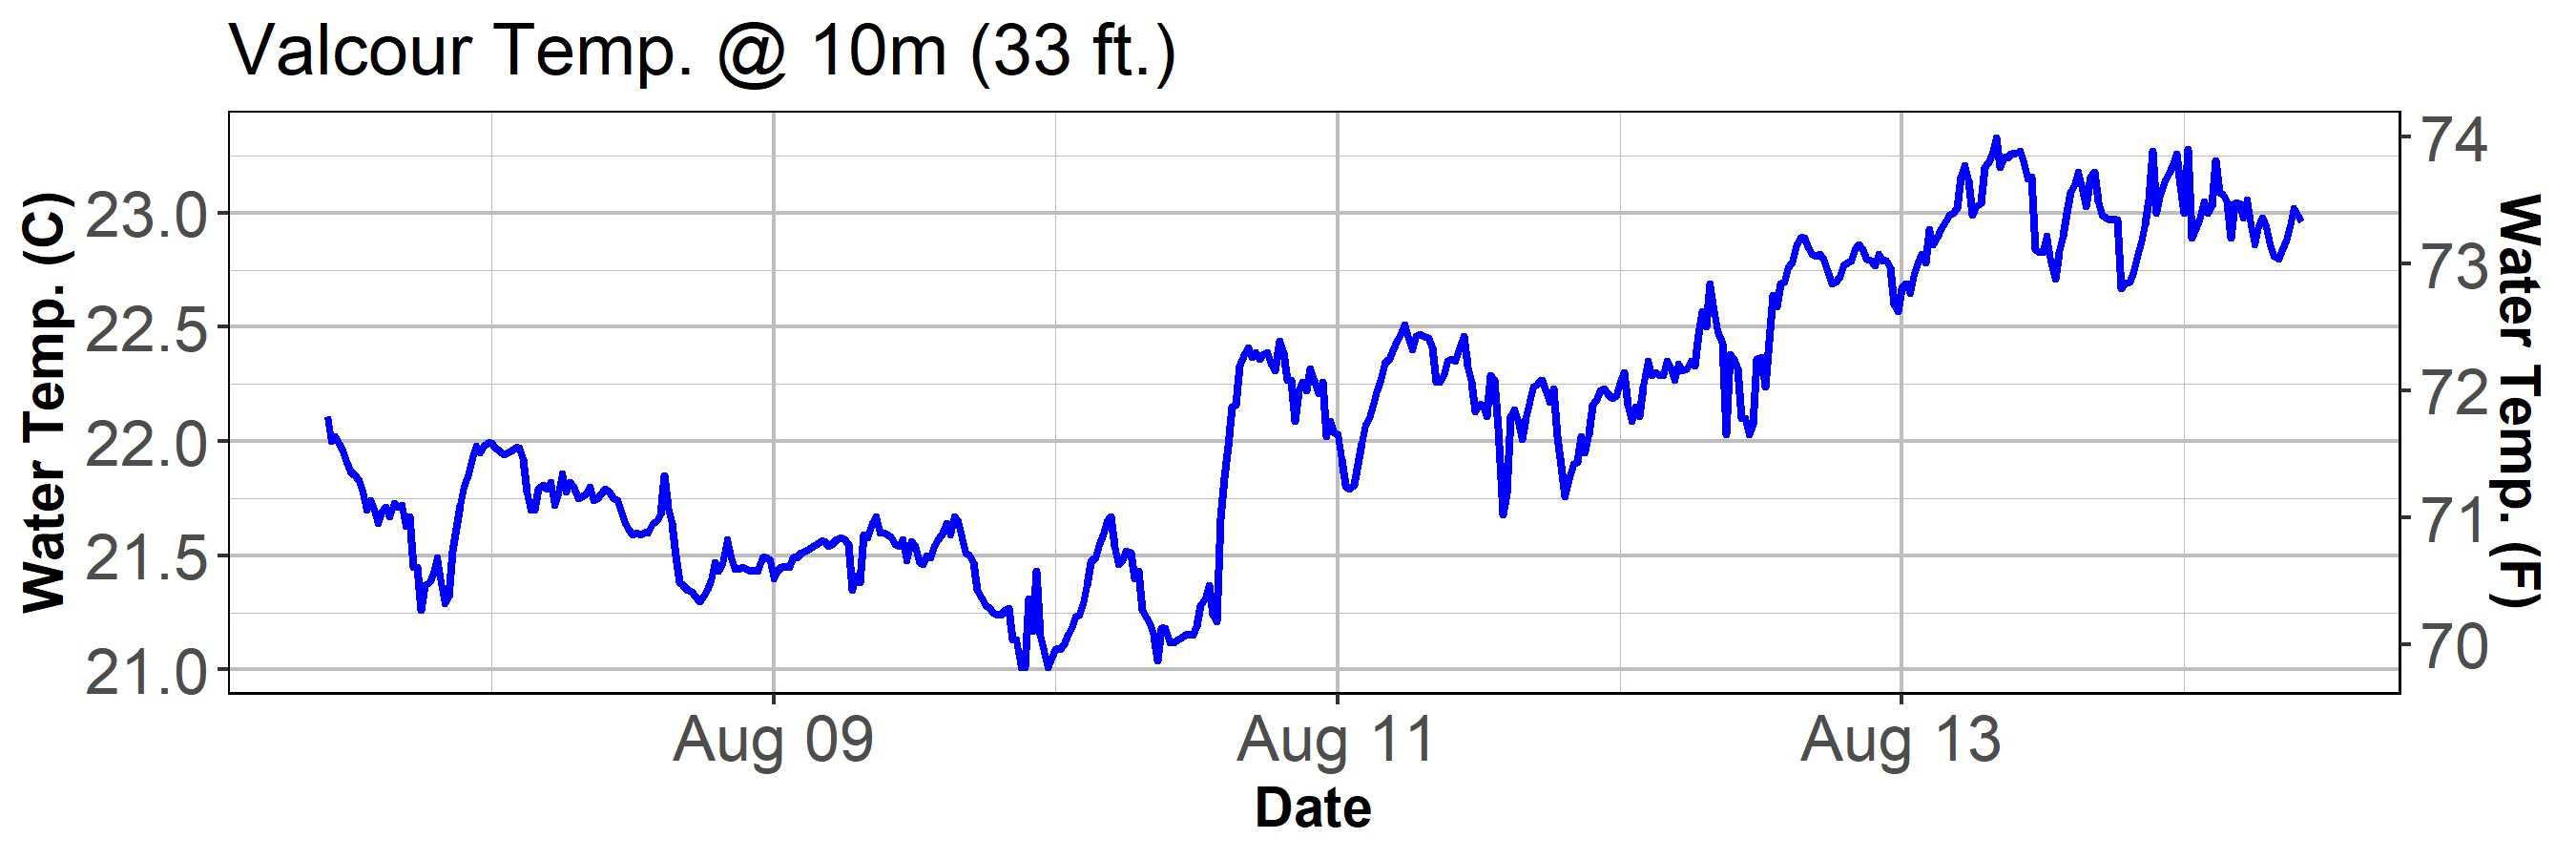 Valcour Temp. @ 10m (33 ft.)
Water Temp. (C)
23.0
22.5
22.0
21.5
21.0
74
73
72
71
70
Water Temp. (F)
Aug 09 Aug 11 Aug 13
Date